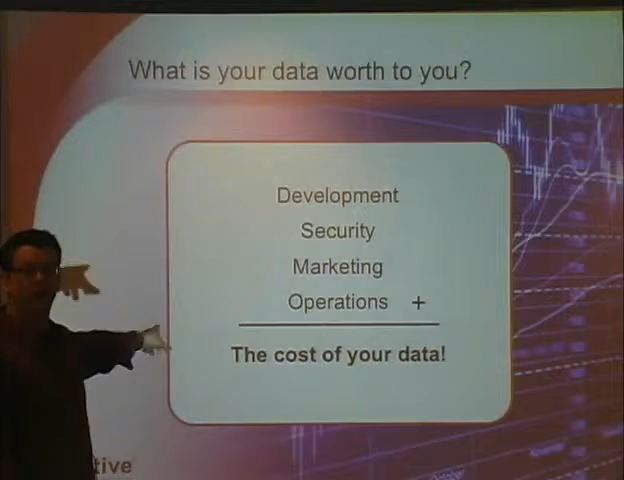 What is your data worth to you?
Development
Security
Marketing
Operations +
The cost of your data!
tive